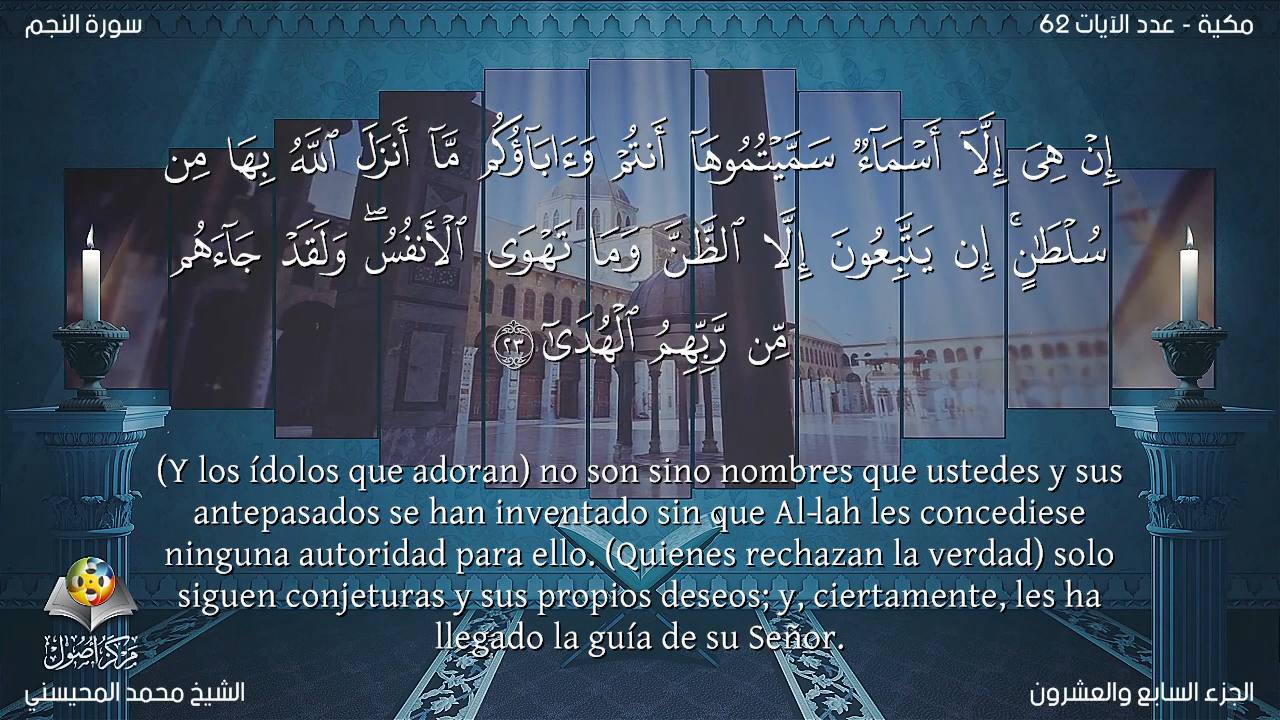 سورة النجم
مكية - عدد الآيات 62
إِنْ هِىَ إِلَّآ أَسْمَآءٌ سَمَّيْتُمُوهَآ أَنتُمْ وَءَابَآؤُكُم مَّآ أَنزَلَ ٱللَّهُ بِهَا مِن
سُلْطَـٰنٍ ۚ إِن يَتَّبِعُونَ إِلَّا ٱلظَّنَّ وَمَا تَهْوَى ٱلْأَنفُسُ ۖ وَلَقَدْ جَآءَهُم
مِّن رَّبِّهِمُ ٱلْهُدَىٰٓ ٢٣
(Y los ídolos que adoran) no son sino nombres que ustedes y sus
antepasados se han inventado sin que Al-lah les concediese
ninguna autoridad para ello. (Quienes rechazan la verdad) solo
siguen conjeturas y sus propios deseos; y, ciertamente, les ha
llegado la guía de su Señor.
مركز أصول
الشيخ محمد المحيسني
الجزء السابع والعشرون